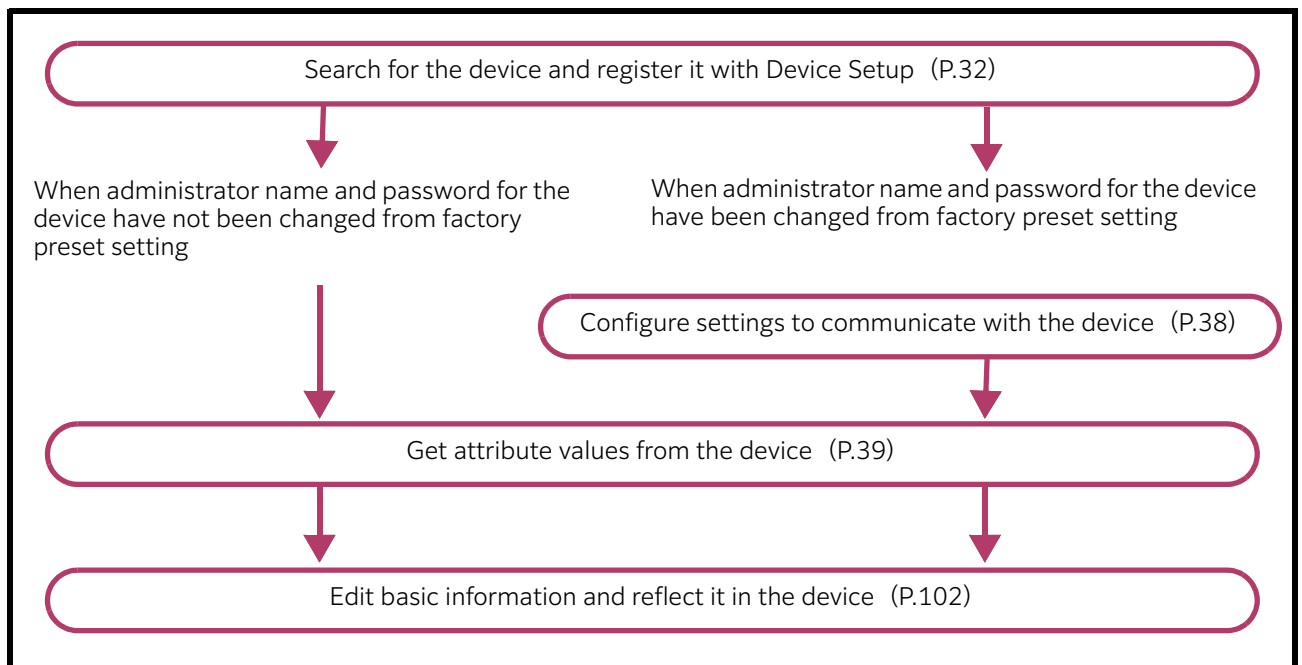 Search for the device and register it with Device Setup (P.32)
When administrator name and password for the
device have not been changed from factory
preset setting
When administrator name and password for the device
have been changed from factory preset setting
Configure settings to communicate with the device (P.38)
Get attribute values from the device (P.39)
Edit basic information and reflect it in the device (P.102)